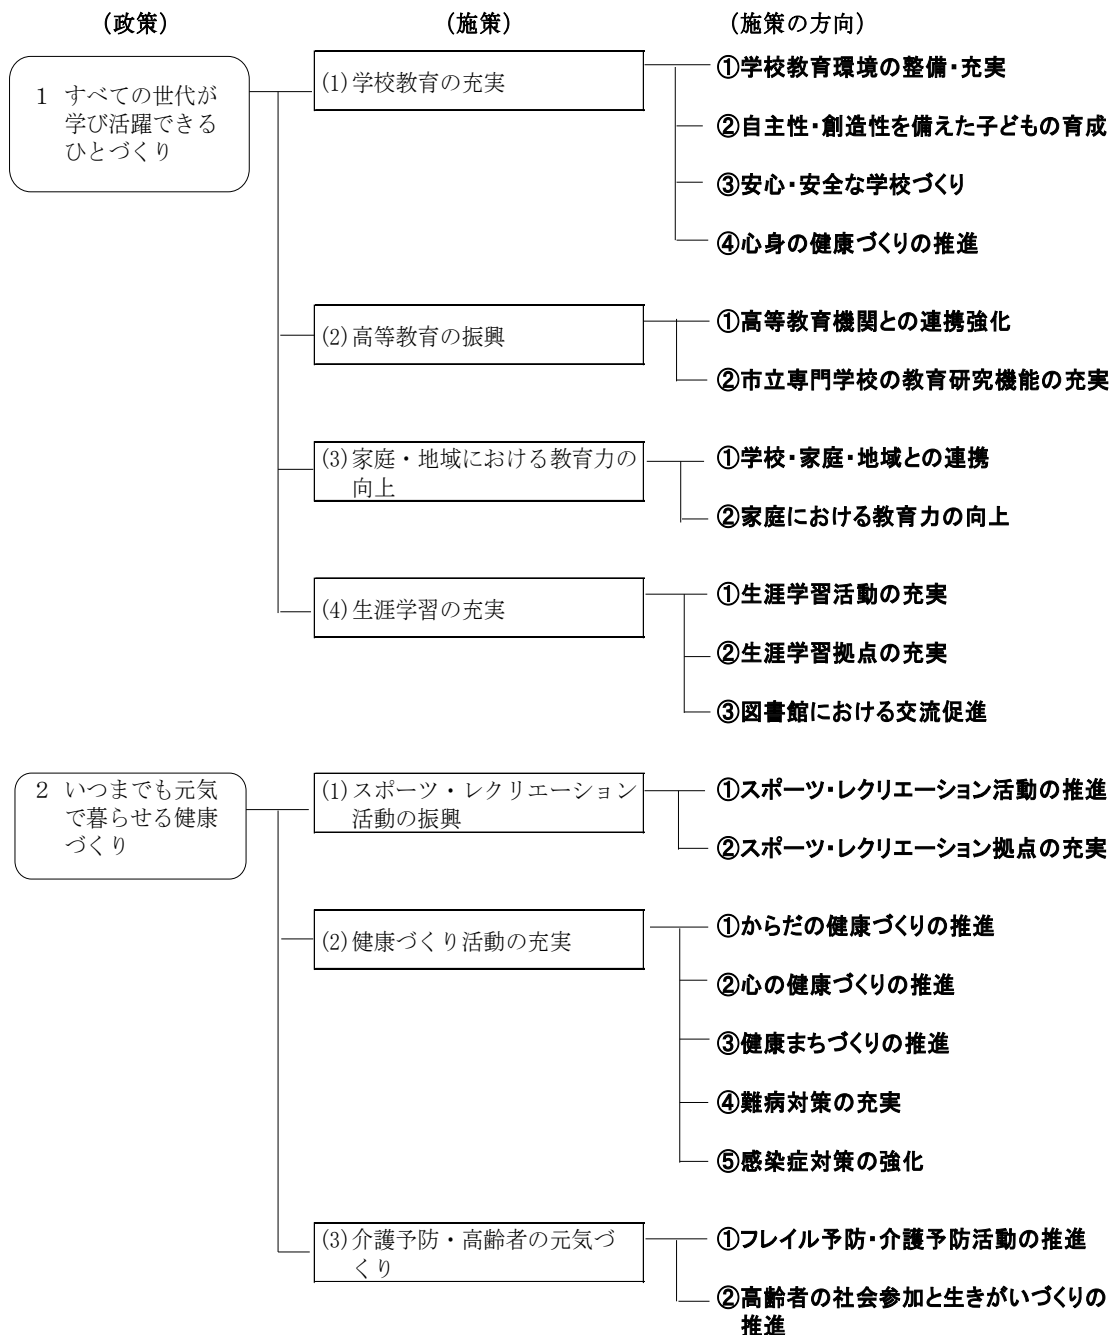 （政策）
（施策）
（施策の方向）
1 すべての世代が
学び活躍できる
ひとづくり
(1)学校教育の充実
①学校教育環境の整備・充実
②自主性・創造性を備えた子どもの育成
③安心・安全な学校づくり
④心身の健康づくりの推進
(2)高等教育の振興
①高等教育機関との連携強化
②市立専門学校の教育研究機能の充実
(3)家庭・地域における教育力の
向上
①学校・家庭・地域との連携
②家庭における教育力の向上
(4)生涯学習の充実
①生涯学習活動の充実
②生涯学習拠点の充実
③図書館における交流促進
2 いつまでも元気
で暮らせる健康
づくり
(1)スポーツ・レクリエーション
活動の振興
①スポーツ・レクリエーション活動の推進
②スポーツ・レクリエーション拠点の充実
(2)健康づくり活動の充実
①からだの健康づくりの推進
②心の健康づくりの推進
③健康まちづくりの推進
④難病対策の充実
⑤感染症対策の強化
(3)介護予防・高齢者の元気づ
くり
①フレイル予防・介護予防活動の推進
②高齢者の社会参加と生きがいづくりの
推進